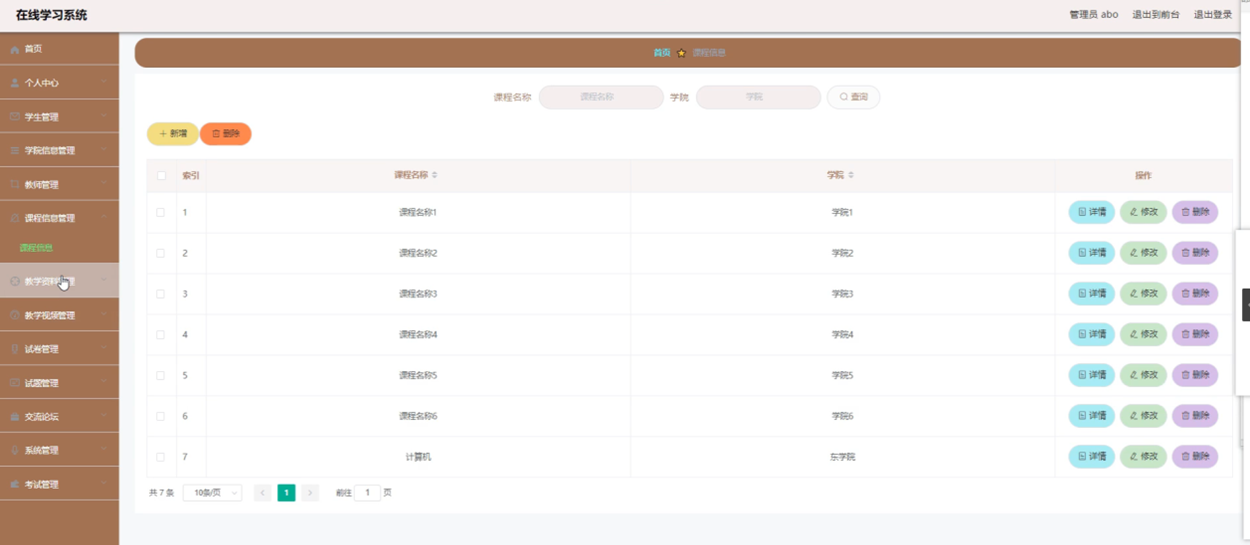 在线学习系统
管理员 abo 退出到前台 退出登录
首页
个人中心
学生管理
学院信息管理
教师管理
课程信息管理
课程信息
教学资料管理
教学视频管理
试卷管理
试题管理
交流论坛
系统管理
考试管理
首页 课程信息
课程名称 课程名称 学院 学院 查询
新增 删除
索引 课程名称 学院 操作
1 课程名称1 学院1 详情 修改 删除
2 课程名称2 学院2 详情 修改 删除
3 课程名称3 学院3 详情 修改 删除
4 课程名称4 学院4 详情 修改 删除
5 课程名称5 学院5 详情 修改 删除
6 课程名称6 学院6 详情 修改 删除
7 计算机 东学院 详情 修改 删除
共 7 条 10条/页 1 前往 1 页